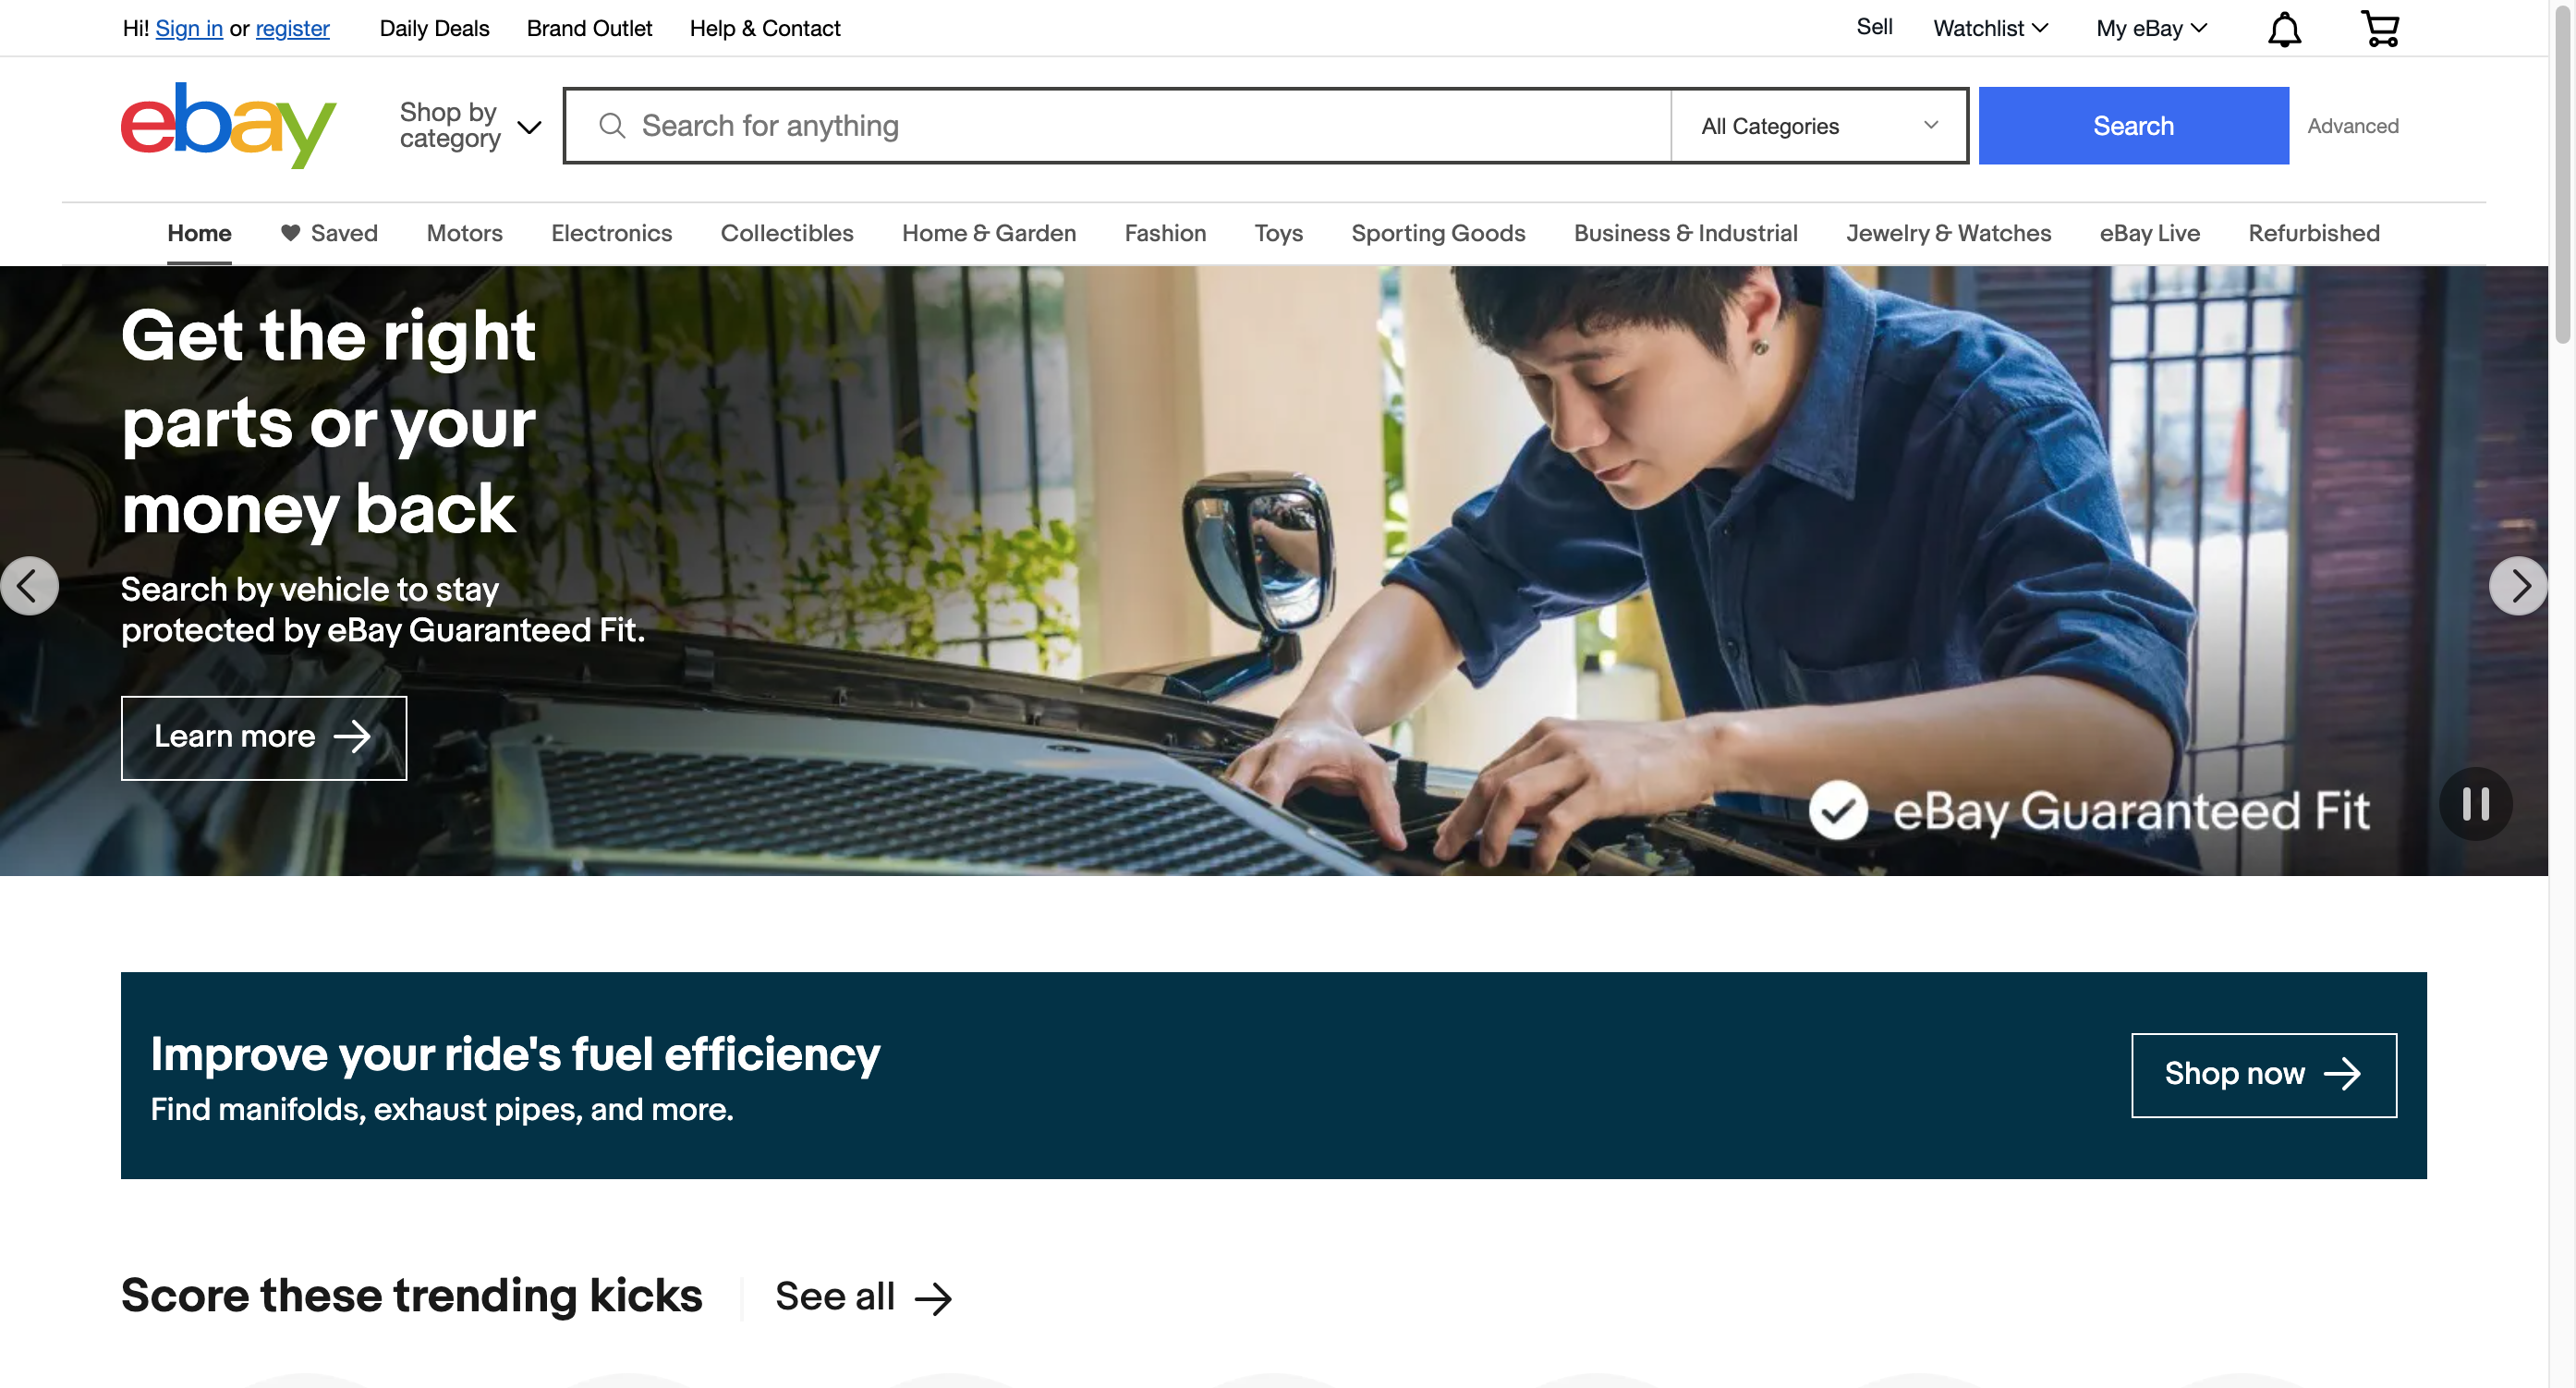 Hi! Sign in or register Daily Deals Brand Outlet Help & Contact Sell Watchlist My eBay
ebay Shop by category Search for anything All Categories Search Advanced
Home Saved Motors Electronics Collectibles Home & Garden Fashion Toys Sporting Goods Business & Industrial Jewelry & Watches eBay Live Refurbished
Get the right
parts or your
money back
Search by vehicle to stay
protected by eBay Guaranteed Fit.
Learn more
eBay Guaranteed Fit
Improve your ride's fuel efficiency
Find manifolds, exhaust pipes, and more.
Shop now
Score these trending kicks See all